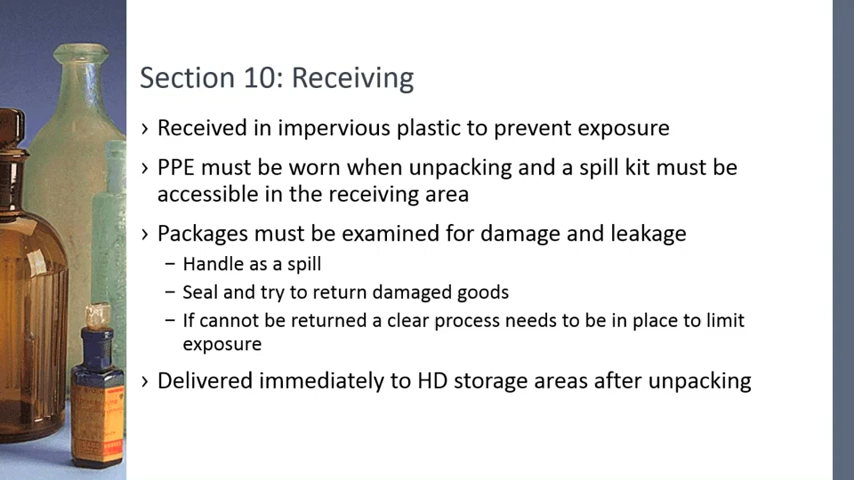 Section 10: Receiving
› Received in impervious plastic to prevent exposure
› PPE must be worn when unpacking and a spill kit must be
accessible in the receiving area
› Packages must be examined for damage and leakage
– Handle as a spill
– Seal and try to return damaged goods
– If cannot be returned a clear process needs to be in place to limit
exposure
› Delivered immediately to HD storage areas after unpacking